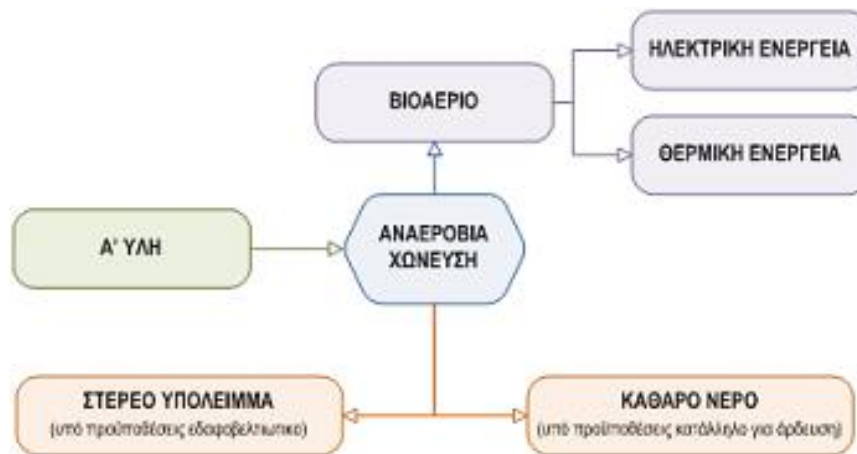 ΗΛΕΚΤΡΙΚΗ ΕΝΕΡΓΕΙΑ
ΒΙΟΑΕΡΙΟ
ΘΕΡΜΙΚΗ ΕΝΕΡΓΕΙΑ
Α' ΥΛΗ
ΑΝΑΕΡΟΒΙΑ
ΧΩΝΕΥΣΗ
ΣΤΕΡΕΟ ΥΠΟΛΕΙΜΜΑ
(υπό προϋποθέσεις εδαφοβελτιωτικο)
ΚΑΘΑΡΟ ΝΕΡΟ
(υπό προϋποθέσεις κατάλληλο για άρδευση)